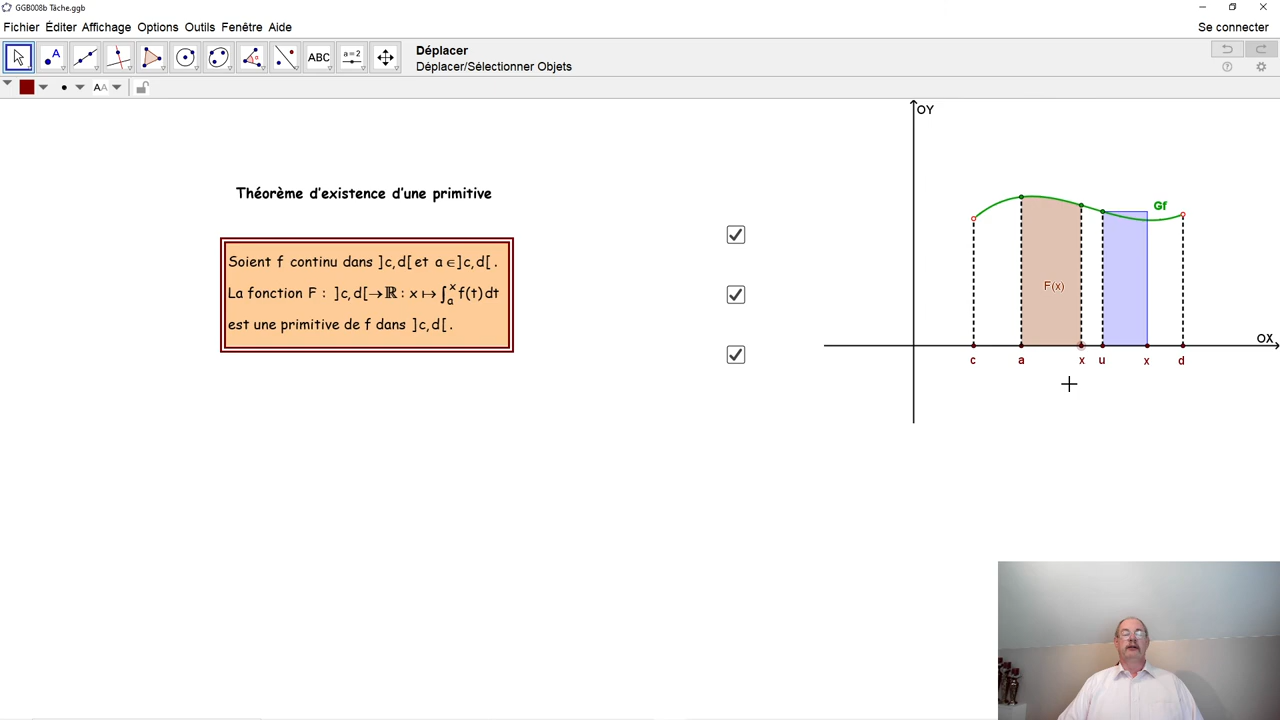 GGB008b Tâche.ggb
Fichier Éditer Affichage Options Outils Fenêtre Aide
Se connecter
A
ABC
a=2
Déplacer
Déplacer/Sélectionner Objets
AA
Théorème d'existence d'une primitive
Soient f continu dans ]c,d[ et a∈]c,d[.
La fonction F : ]c,d[→ℝ : x ↦ ∫ₐˣ f(t) dt
est une primitive de f dans ]c,d[.
OY
Gf
F(x)
OX
c a x u x d